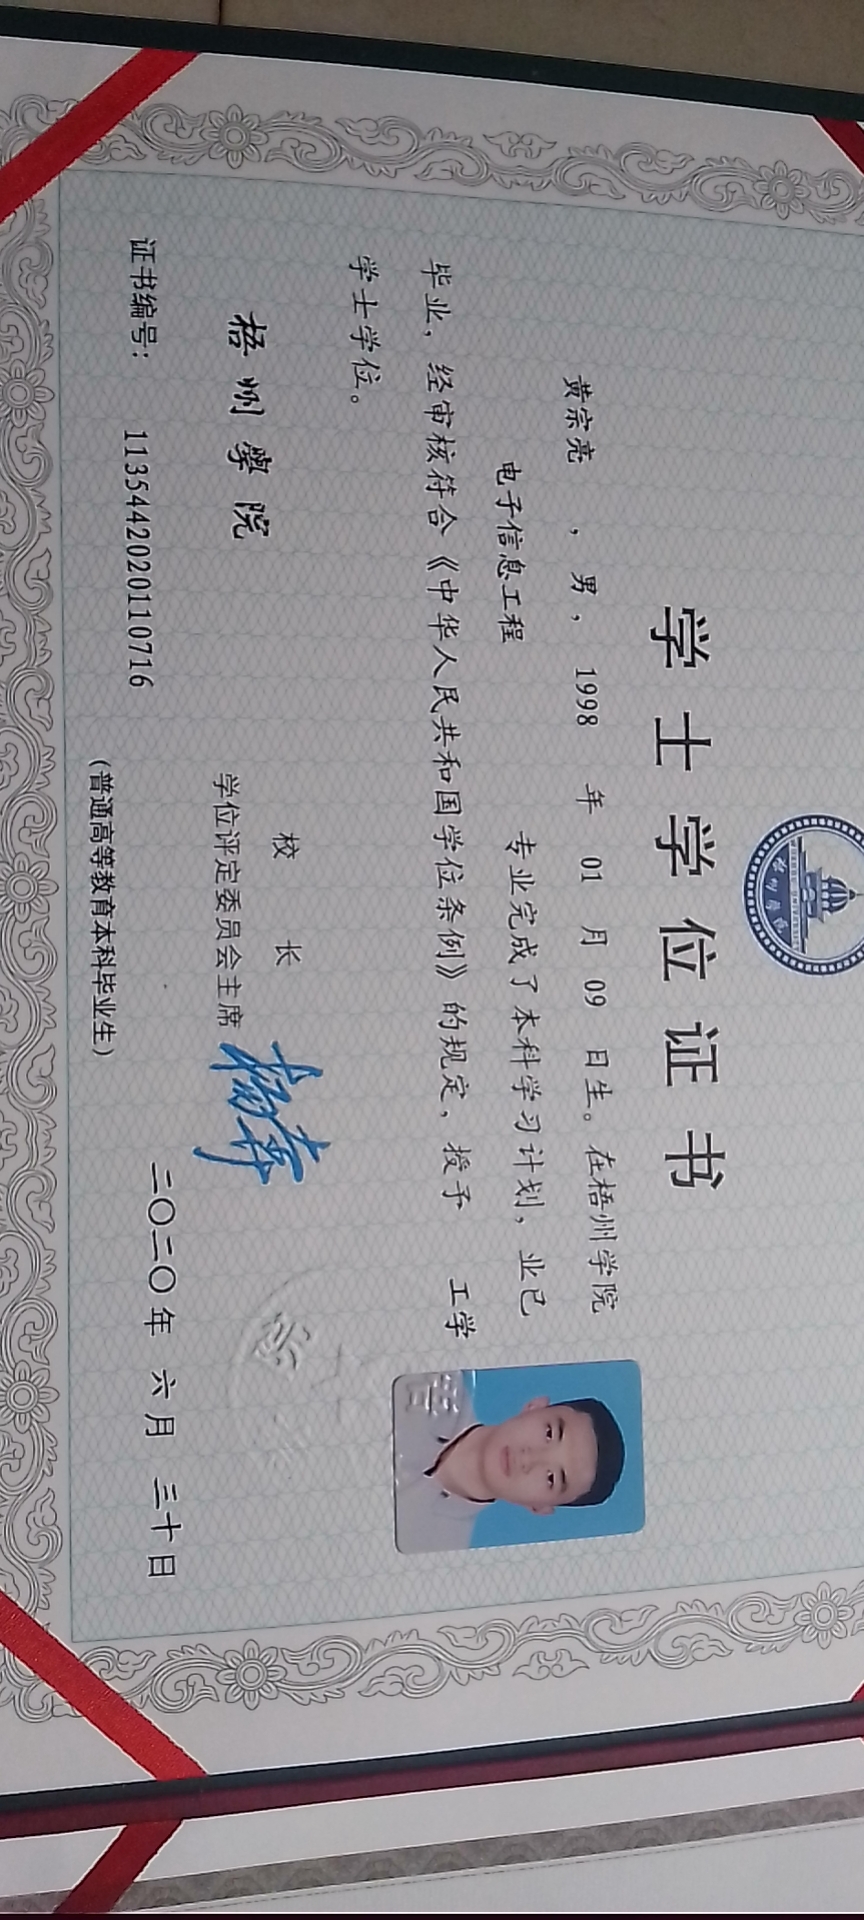 学士学位证书
黄宗亮 ，男， 1998 年 01 月 09 日生。在梧州学院
电子信息工程 专业完成了本科学习计划，业已
毕业，经审核符合《中华人民共和国学位条例》的规定，授予 工学
学士学位。
梧州學院
校 长
学位评定委员会主席
证书编号： 1135442020110716
二〇二〇年 六月 三十日
（普通高等教育本科毕业生）